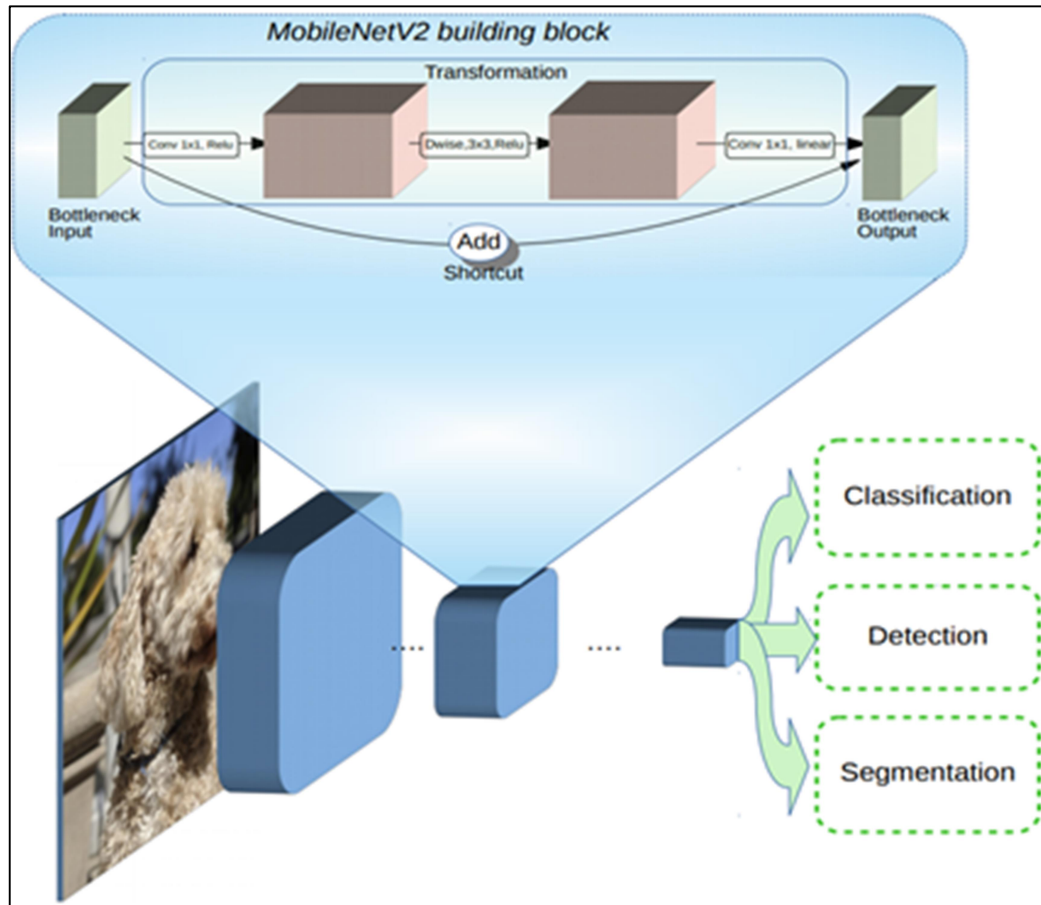 MobileNetV2 building block
Transformation
Conv 1x1, Relu
Dwise,3x3,Relu
Conv 1x1, linear
Bottleneck
Input
Bottleneck
Output
Add
Shortcut
....
....
Classification
Detection
Segmentation